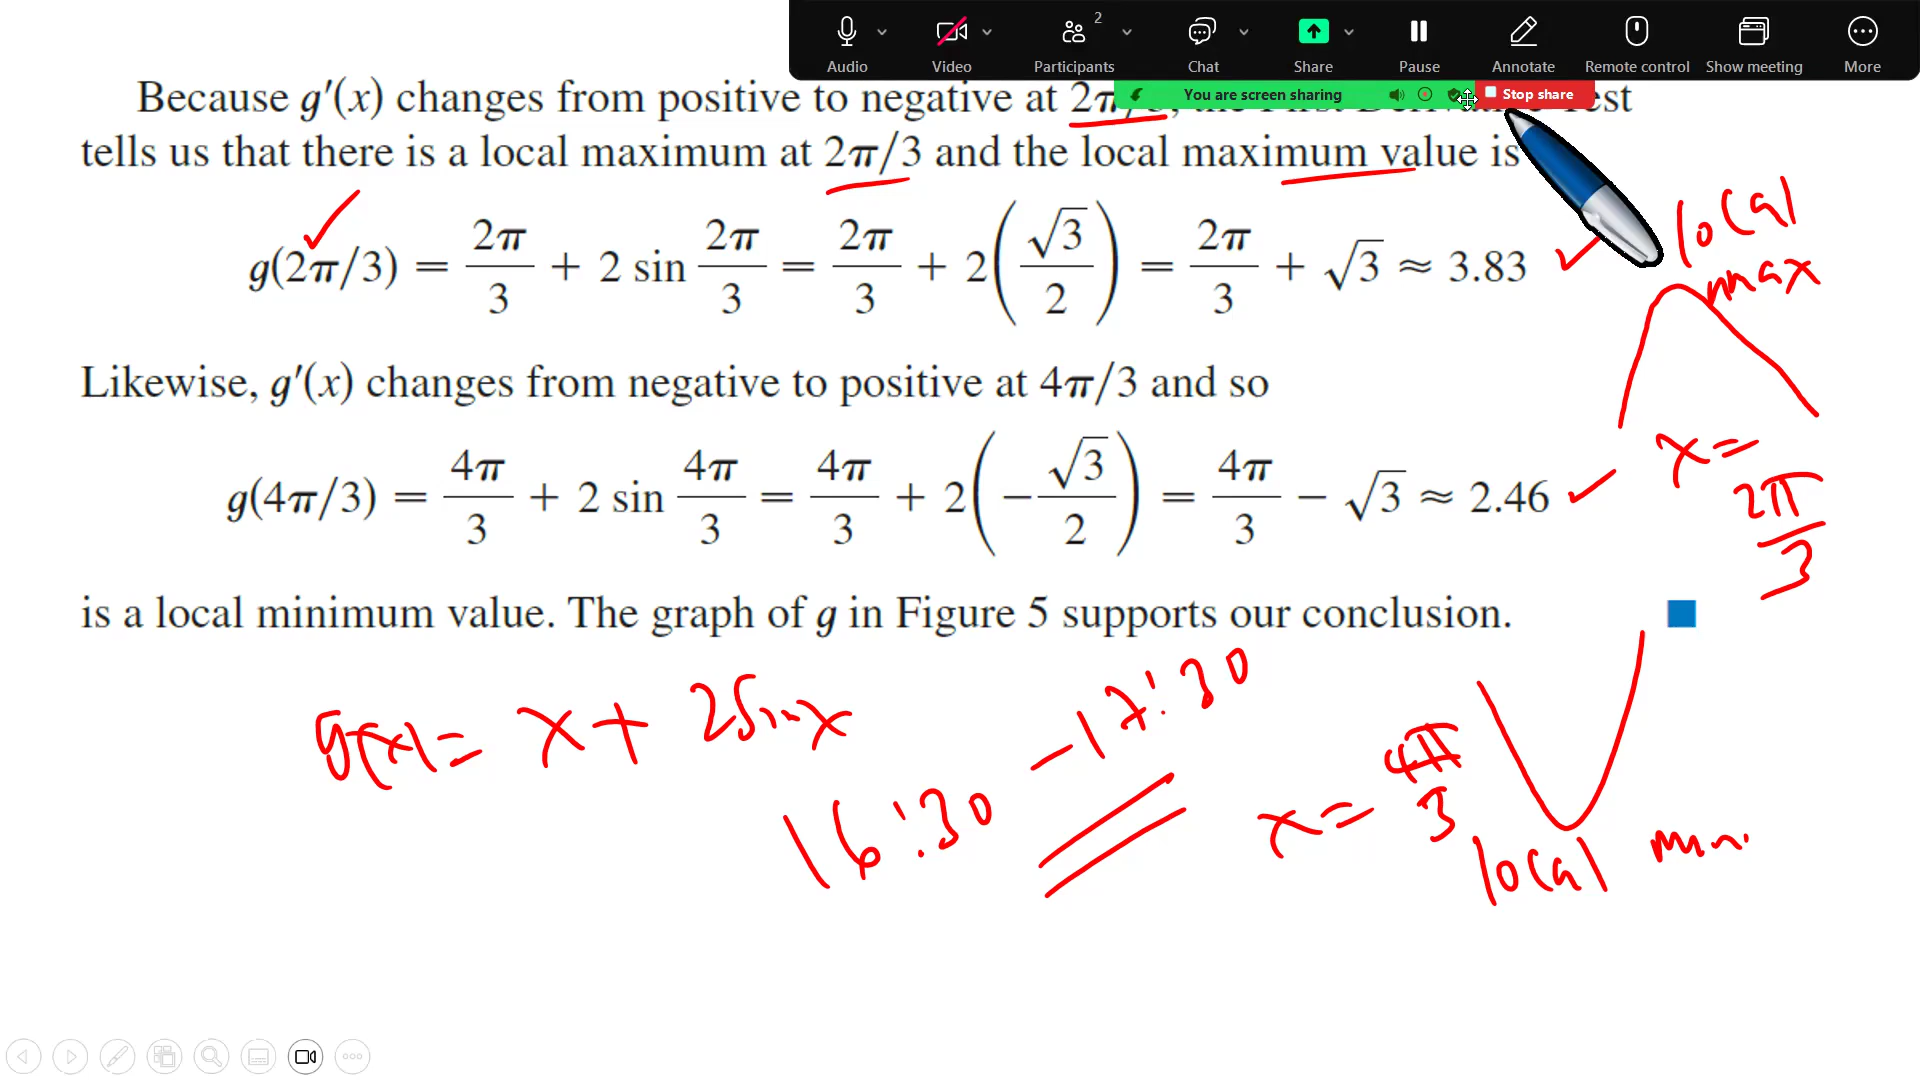 Audio Video Participants 2 Chat Share Pause Annotate Remote control Show meeting More
You are screen sharing Stop share
Because g′(x) changes from positive to negative at 2π
tells us that there is a local maximum at 2π/3 and the local maximum value is
local
max
g(2π/3) = 2π/3 + 2 sin 2π/3 = 2π/3 + 2(√3/2) = 2π/3 + √3 ≈ 3.83
Likewise, g′(x) changes from negative to positive at 4π/3 and so
x = 2π/3
g(4π/3) = 4π/3 + 2 sin 4π/3 = 4π/3 + 2(−√3/2) = 4π/3 − √3 ≈ 2.46
is a local minimum value. The graph of g in Figure 5 supports our conclusion.
g(x) = x + 2sinx
16:30 – 17:30
x = 4π/3
local min.